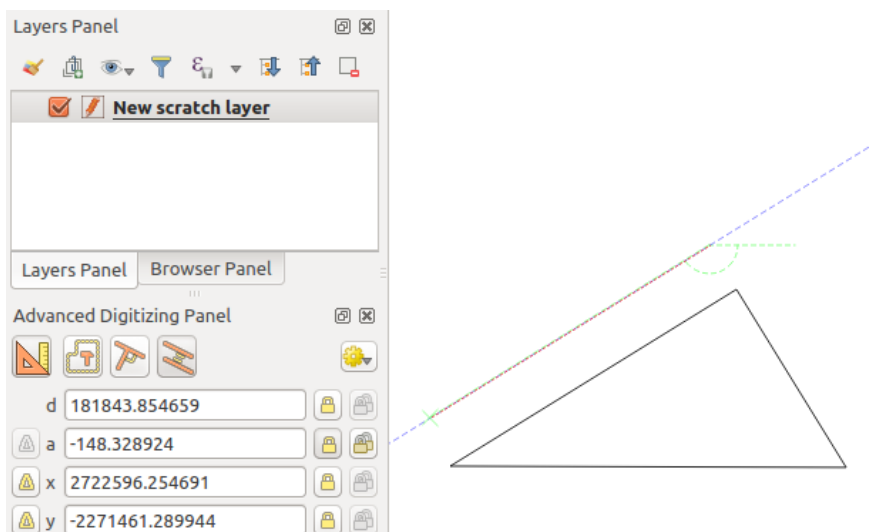 Layers Panel
New scratch layer
Layers Panel Browser Panel
Advanced Digitizing Panel
d 181843.854659
a -148.328924
x 2722596.254691
y -2271461.289944